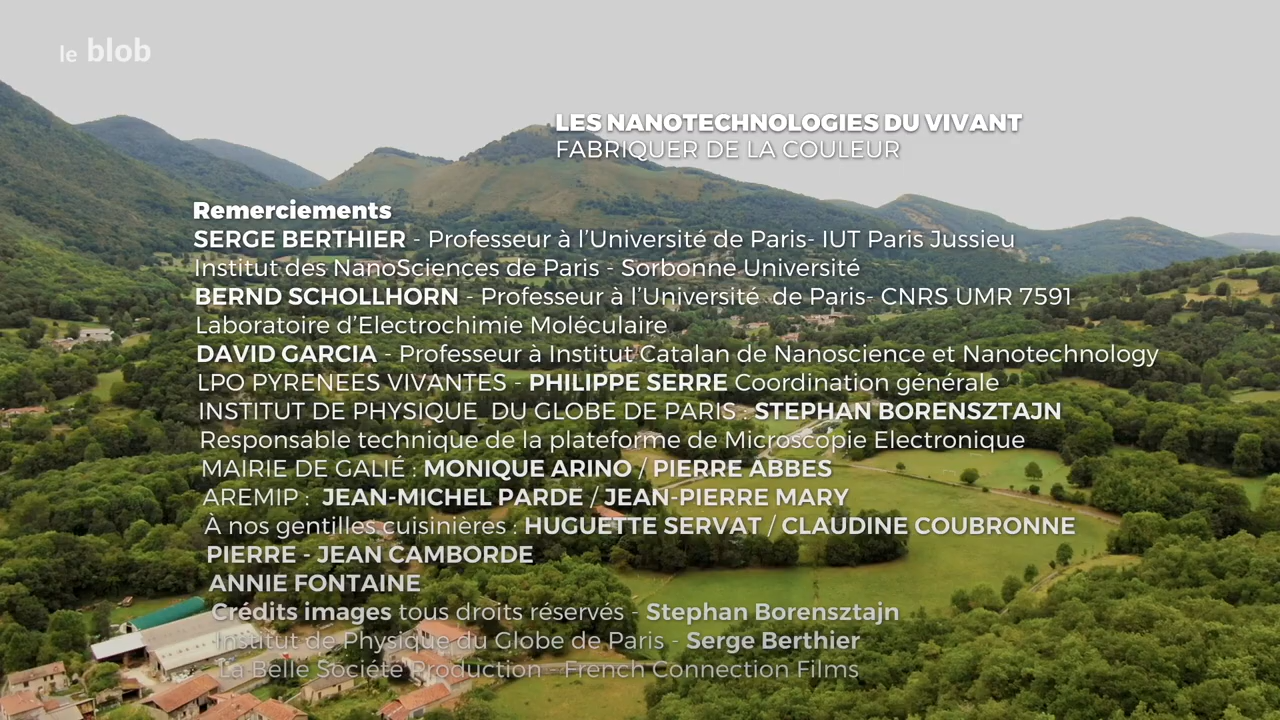 le blob
LES NANOTECHNOLOGIES DU VIVANT
FABRIQUER DE LA COULEUR
Remerciements
SERGE BERTHIER - Professeur à l'Université de Paris- IUT Paris Jussieu
Institut des NanoSciences de Paris - Sorbonne Université
BERND SCHOLLHORN - Professeur à l'Université  de Paris- CNRS UMR 7591
Laboratoire d'Electrochimie Moléculaire
DAVID GARCIA - Professeur à Institut Catalan de Nanoscience et Nanotechnology
LPO PYRENEES VIVANTES - PHILIPPE SERRE Coordination générale
INSTITUT DE PHYSIQUE  DU GLOBE DE PARIS : STEPHAN BORENSZTAJN
Responsable technique de la plateforme de Microscopie Electronique
MAIRIE DE GALIÉ : MONIQUE ARINO / PIERRE ABBES
AREMIP :  JEAN-MICHEL PARDE / JEAN-PIERRE MARY
À nos gentilles cuisinières : HUGUETTE SERVAT / CLAUDINE COUBRONNE
PIERRE - JEAN CAMBORDE
ANNIE FONTAINE
Crédits images tous droits réservés - Stephan Borensztajn
Institut de Physique du Globe de Paris - Serge Berthier
La Belle Société Production - French Connection Films